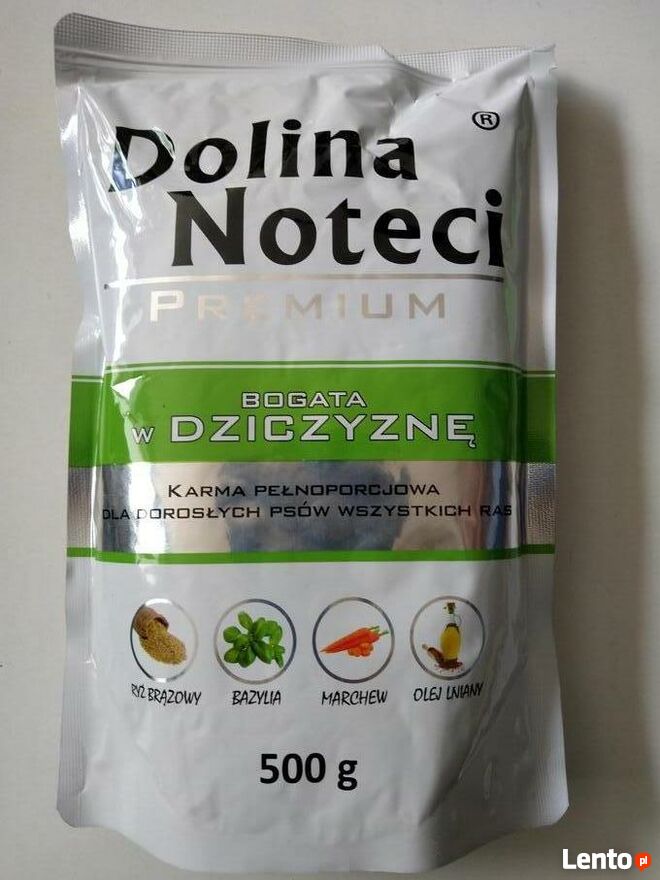 Dolina ®
Noteci
PREMIUM
BOGATA
W DZICZYZNĘ
KARMA PEŁNOPORCJOWA
DLA DOROSŁYCH PSÓW WSZYSTKICH RAS
RYŻ BRĄZOWY BAZYLIA MARCHEW OLEJ LNIANY
500 g
Lento.pl